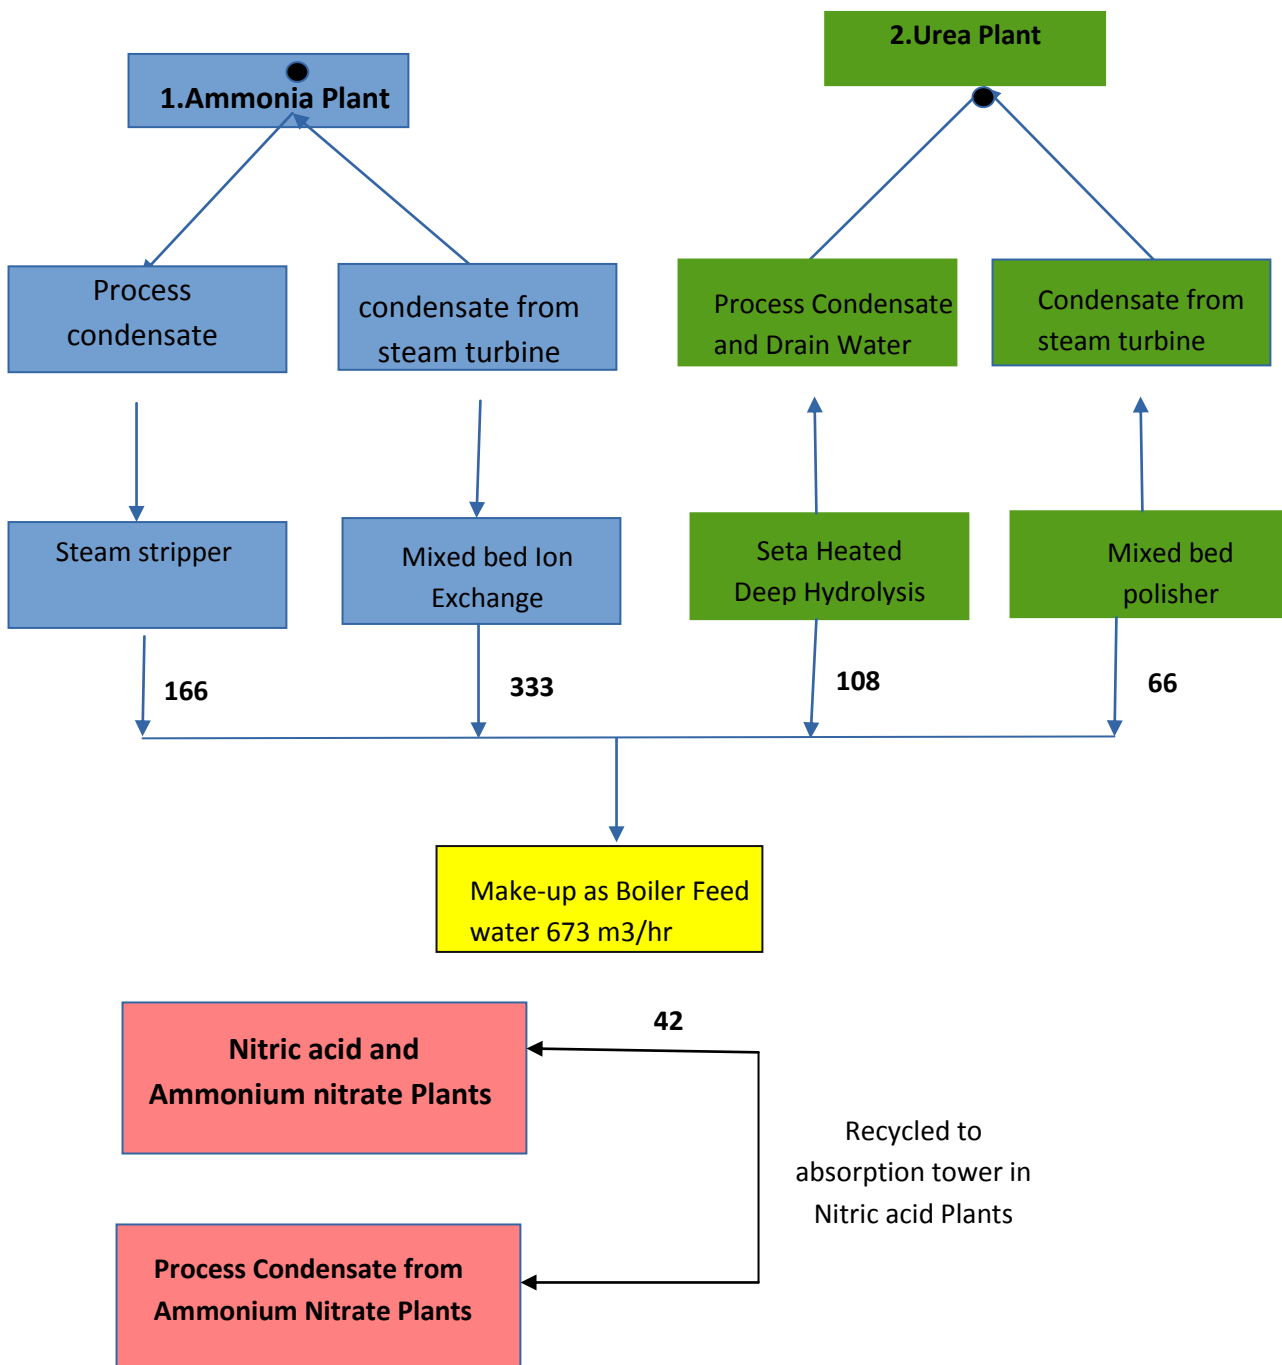 2.Urea Plant
1.Ammonia Plant
Process
condensate
condensate from
steam turbine
Process Condensate
and Drain Water
Condensate from
steam turbine
Steam stripper
Mixed bed Ion
Exchange
Seta Heated
Deep Hydrolysis
Mixed bed
polisher
166
333
108
66
Make-up as Boiler Feed
water 673 m3/hr
42
Nitric acid and
Ammonium nitrate Plants
Recycled to
absorption tower in
Nitric acid Plants
Process Condensate from
Ammonium Nitrate Plants